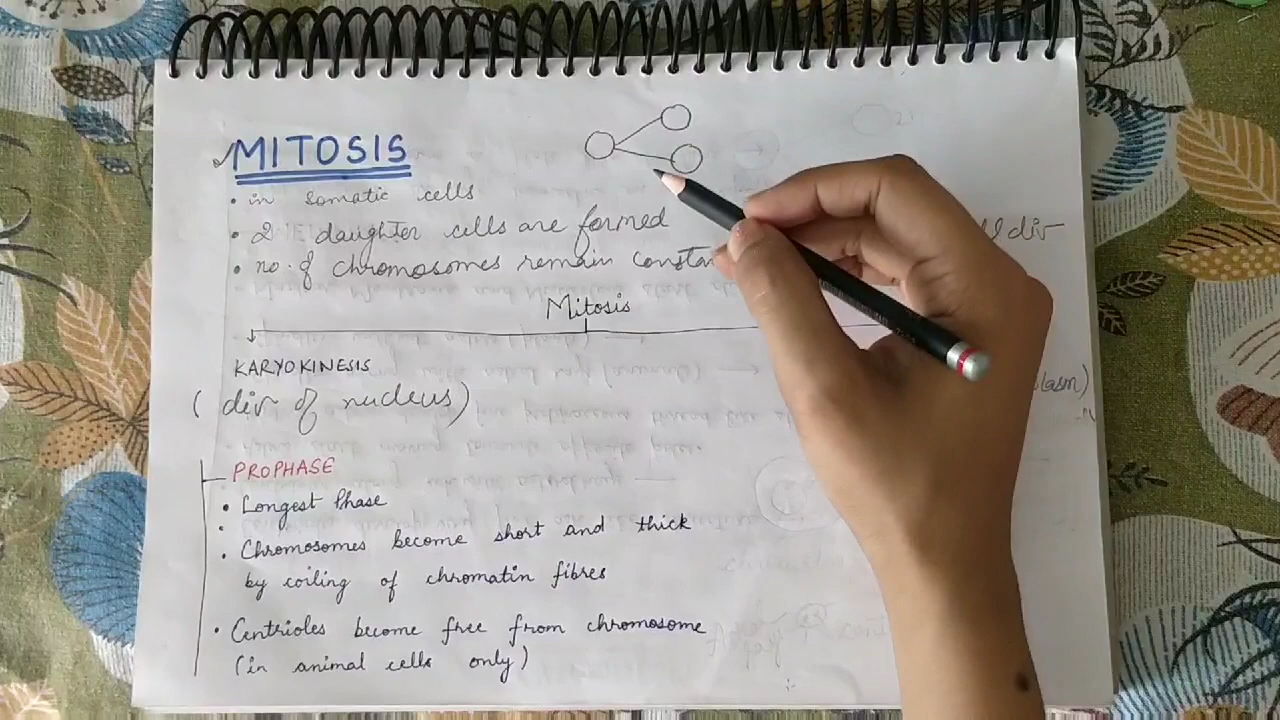 MITOSIS
• in somatic cells
• 2 daughter cells are formed
• no. of chromosomes remain
div
Mitosis
KARYOKINESIS
(div of nucleus)
PROPHASE
• Longest Phase
• Chromosomes become short and thick
by coiling of chromatin fibres
• Centrioles become free from chromosome
(in animal cells only)